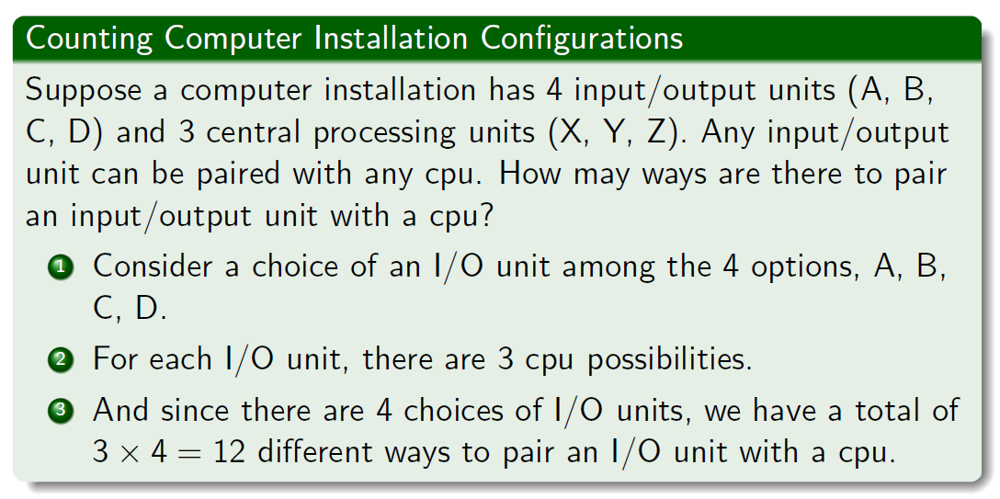 Counting Computer Installation Configurations
Suppose a computer installation has 4 input/output units (A, B,
C, D) and 3 central processing units (X, Y, Z). Any input/output
unit can be paired with any cpu. How may ways are there to pair
an input/output unit with a cpu?
1 Consider a choice of an I/O unit among the 4 options, A, B,
C, D.
2 For each I/O unit, there are 3 cpu possibilities.
3 And since there are 4 choices of I/O units, we have a total of
3 × 4 = 12 different ways to pair an I/O unit with a cpu.